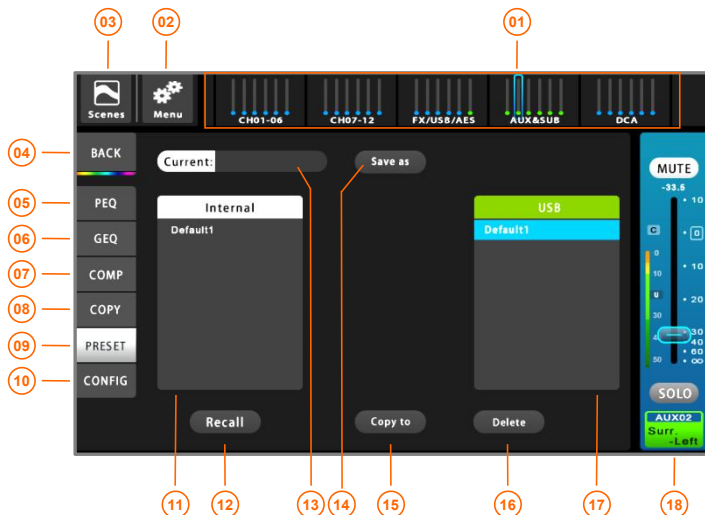 03
02
01
Scenes
Menu
CH01-06
CH07-12
FX/USB/AES
AUX&SUB
DCA
04
BACK
Current:
Save as
MUTE
-33.5
10
05
PEQ
Internal
USB
06
GEQ
Default1
Default1
C
0
0
07
COMP
10
10
08
COPY
U
20
30
09
PRESET
30
40
40
60
50
∞
10
CONFIG
SOLO
Recall
Copy to
Delete
AUX02
Surr.
-Left
11
12
13
14
15
16
17
18